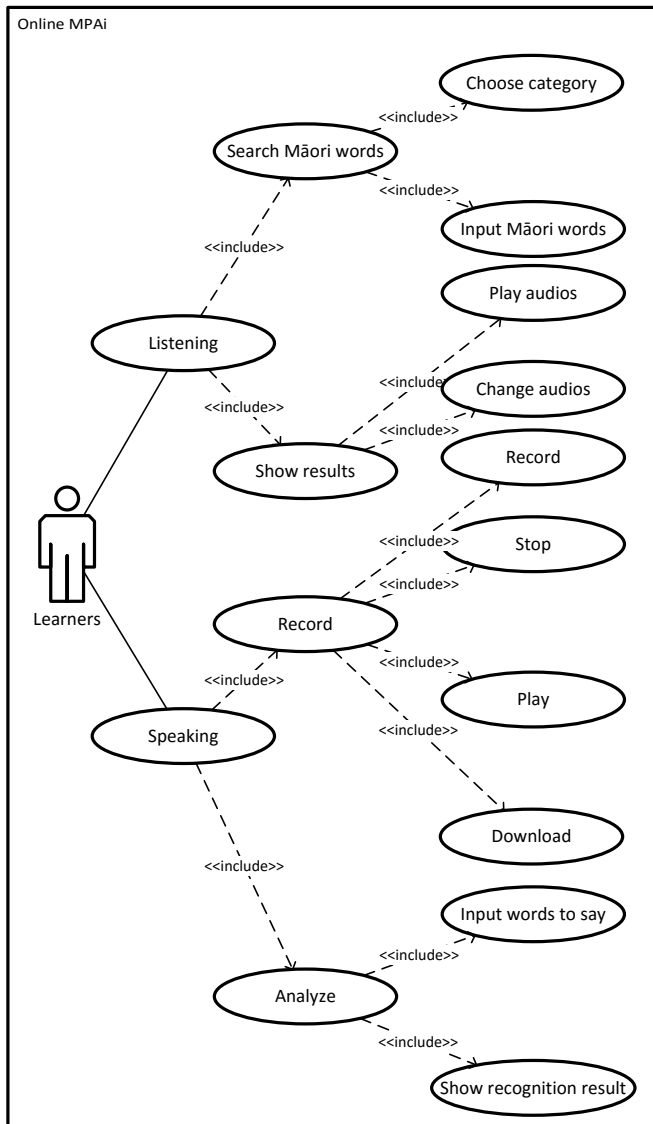 Online MPAi
Choose category
<<include>>
Search Māori words
<<include>>
Input Māori words
<<include>>
Play audios
Listening
<<include>>
Change audios
<<include>>
<<include>>
Record
Show results
<<include>>
Stop
<<include>>
Learners
Record
<<include>>
<<include>>
Play
Speaking
<<include>>
Download
<<include>>
Input words to say
<<include>>
Analyze
<<include>>
Show recognition result